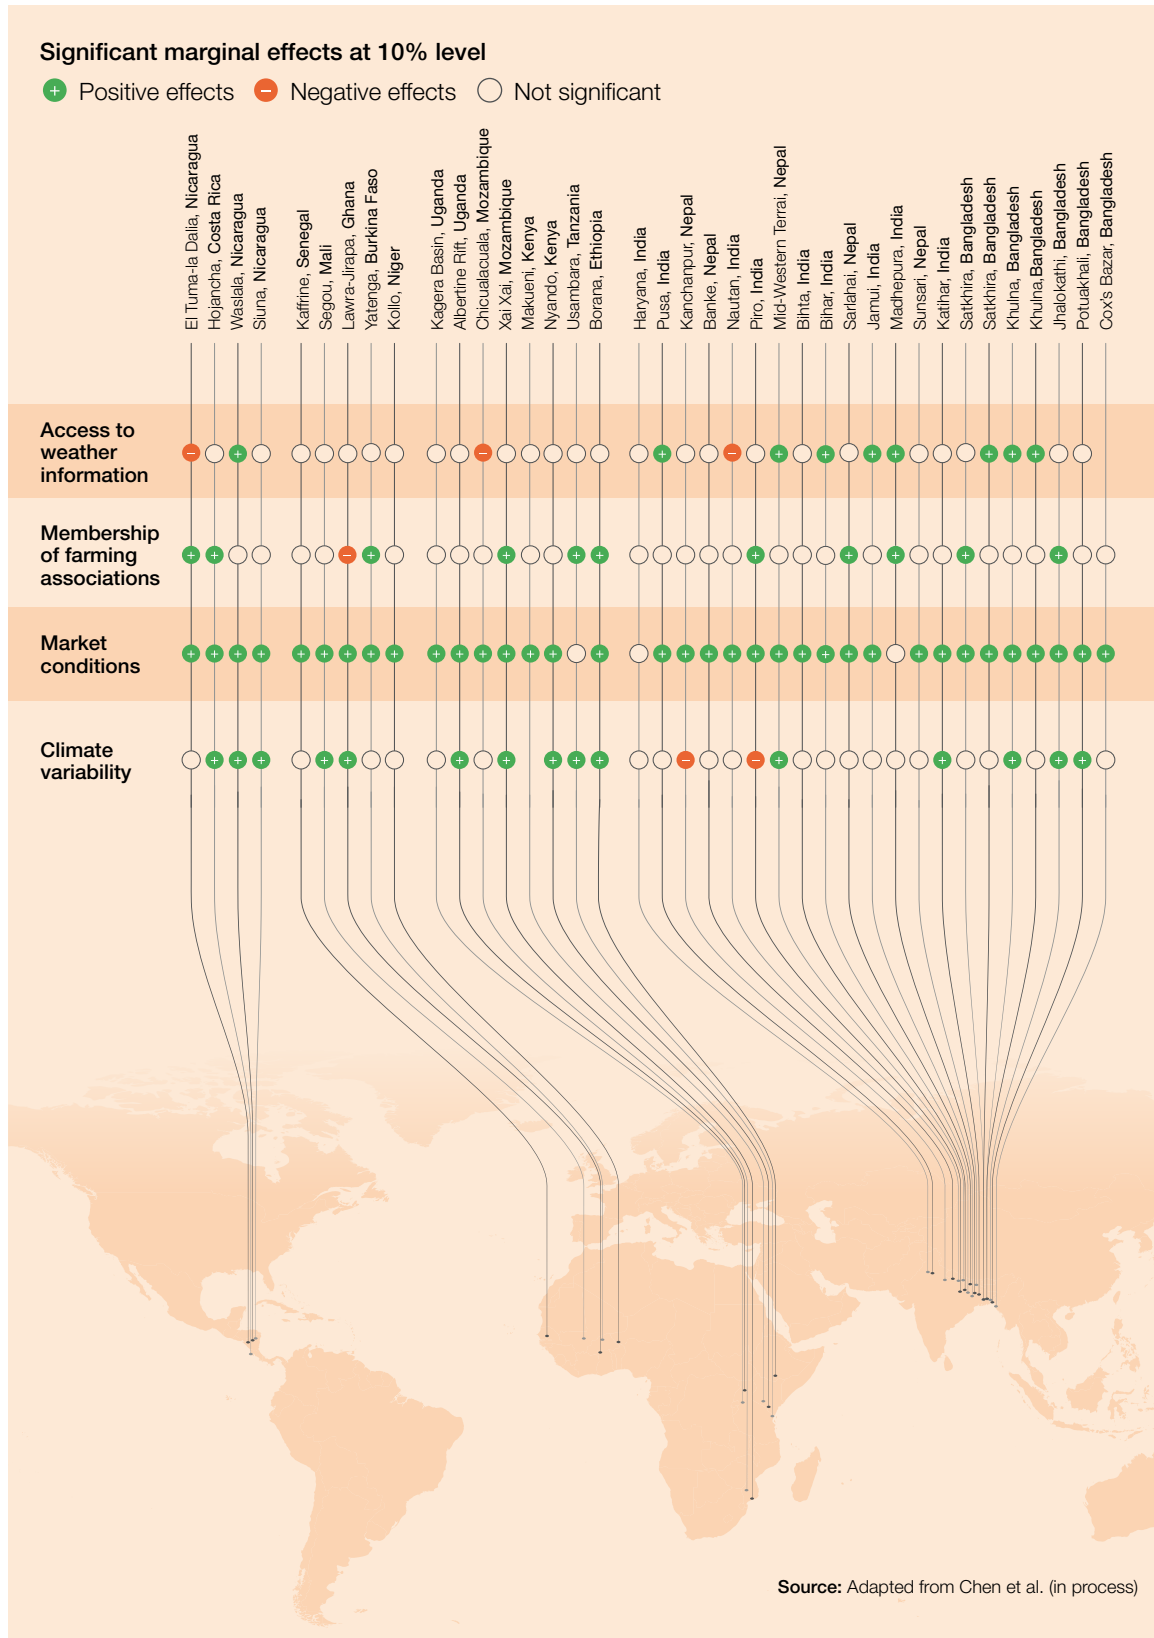 Significant marginal effects at 10% level
+ Positive effects − Negative effects Not significant
El Tuma-la Dalia, Nicaragua
Hojancha, Costa Rica
Waslala, Nicaragua
Siuna, Nicaragua
Kaffrine, Senegal
Segou, Mali
Lawra-Jirapa, Ghana
Yatenga, Burkina Faso
Kollo, Niger
Kagera Basin, Uganda
Albertine Rift, Uganda
Chicualacuala, Mozambique
Xai Xai, Mozambique
Makueni, Kenya
Nyando, Kenya
Usambara, Tanzania
Borana, Ethiopia
Haryana, India
Pusa, India
Kanchanpur, Nepal
Banke, Nepal
Nautan, India
Piro, India
Mid-Western Terrai, Nepal
Bihta, India
Bihar, India
Sarlahai, Nepal
Jamui, India
Madhepura, India
Sunsari, Nepal
Katihar, India
Satkhira, Bangladesh
Satkhira, Bangladesh
Khulha, Bangladesh
Khulna,Bangladesh
Jhalokathi, Bangladesh
Potuakhali, Bangladesh
Cox's Bazar, Bangladesh
Access to
weather
information
Membership
of farming
associations
Market
conditions
Climate
variability
Source: Adapted from Chen et al. (in process)